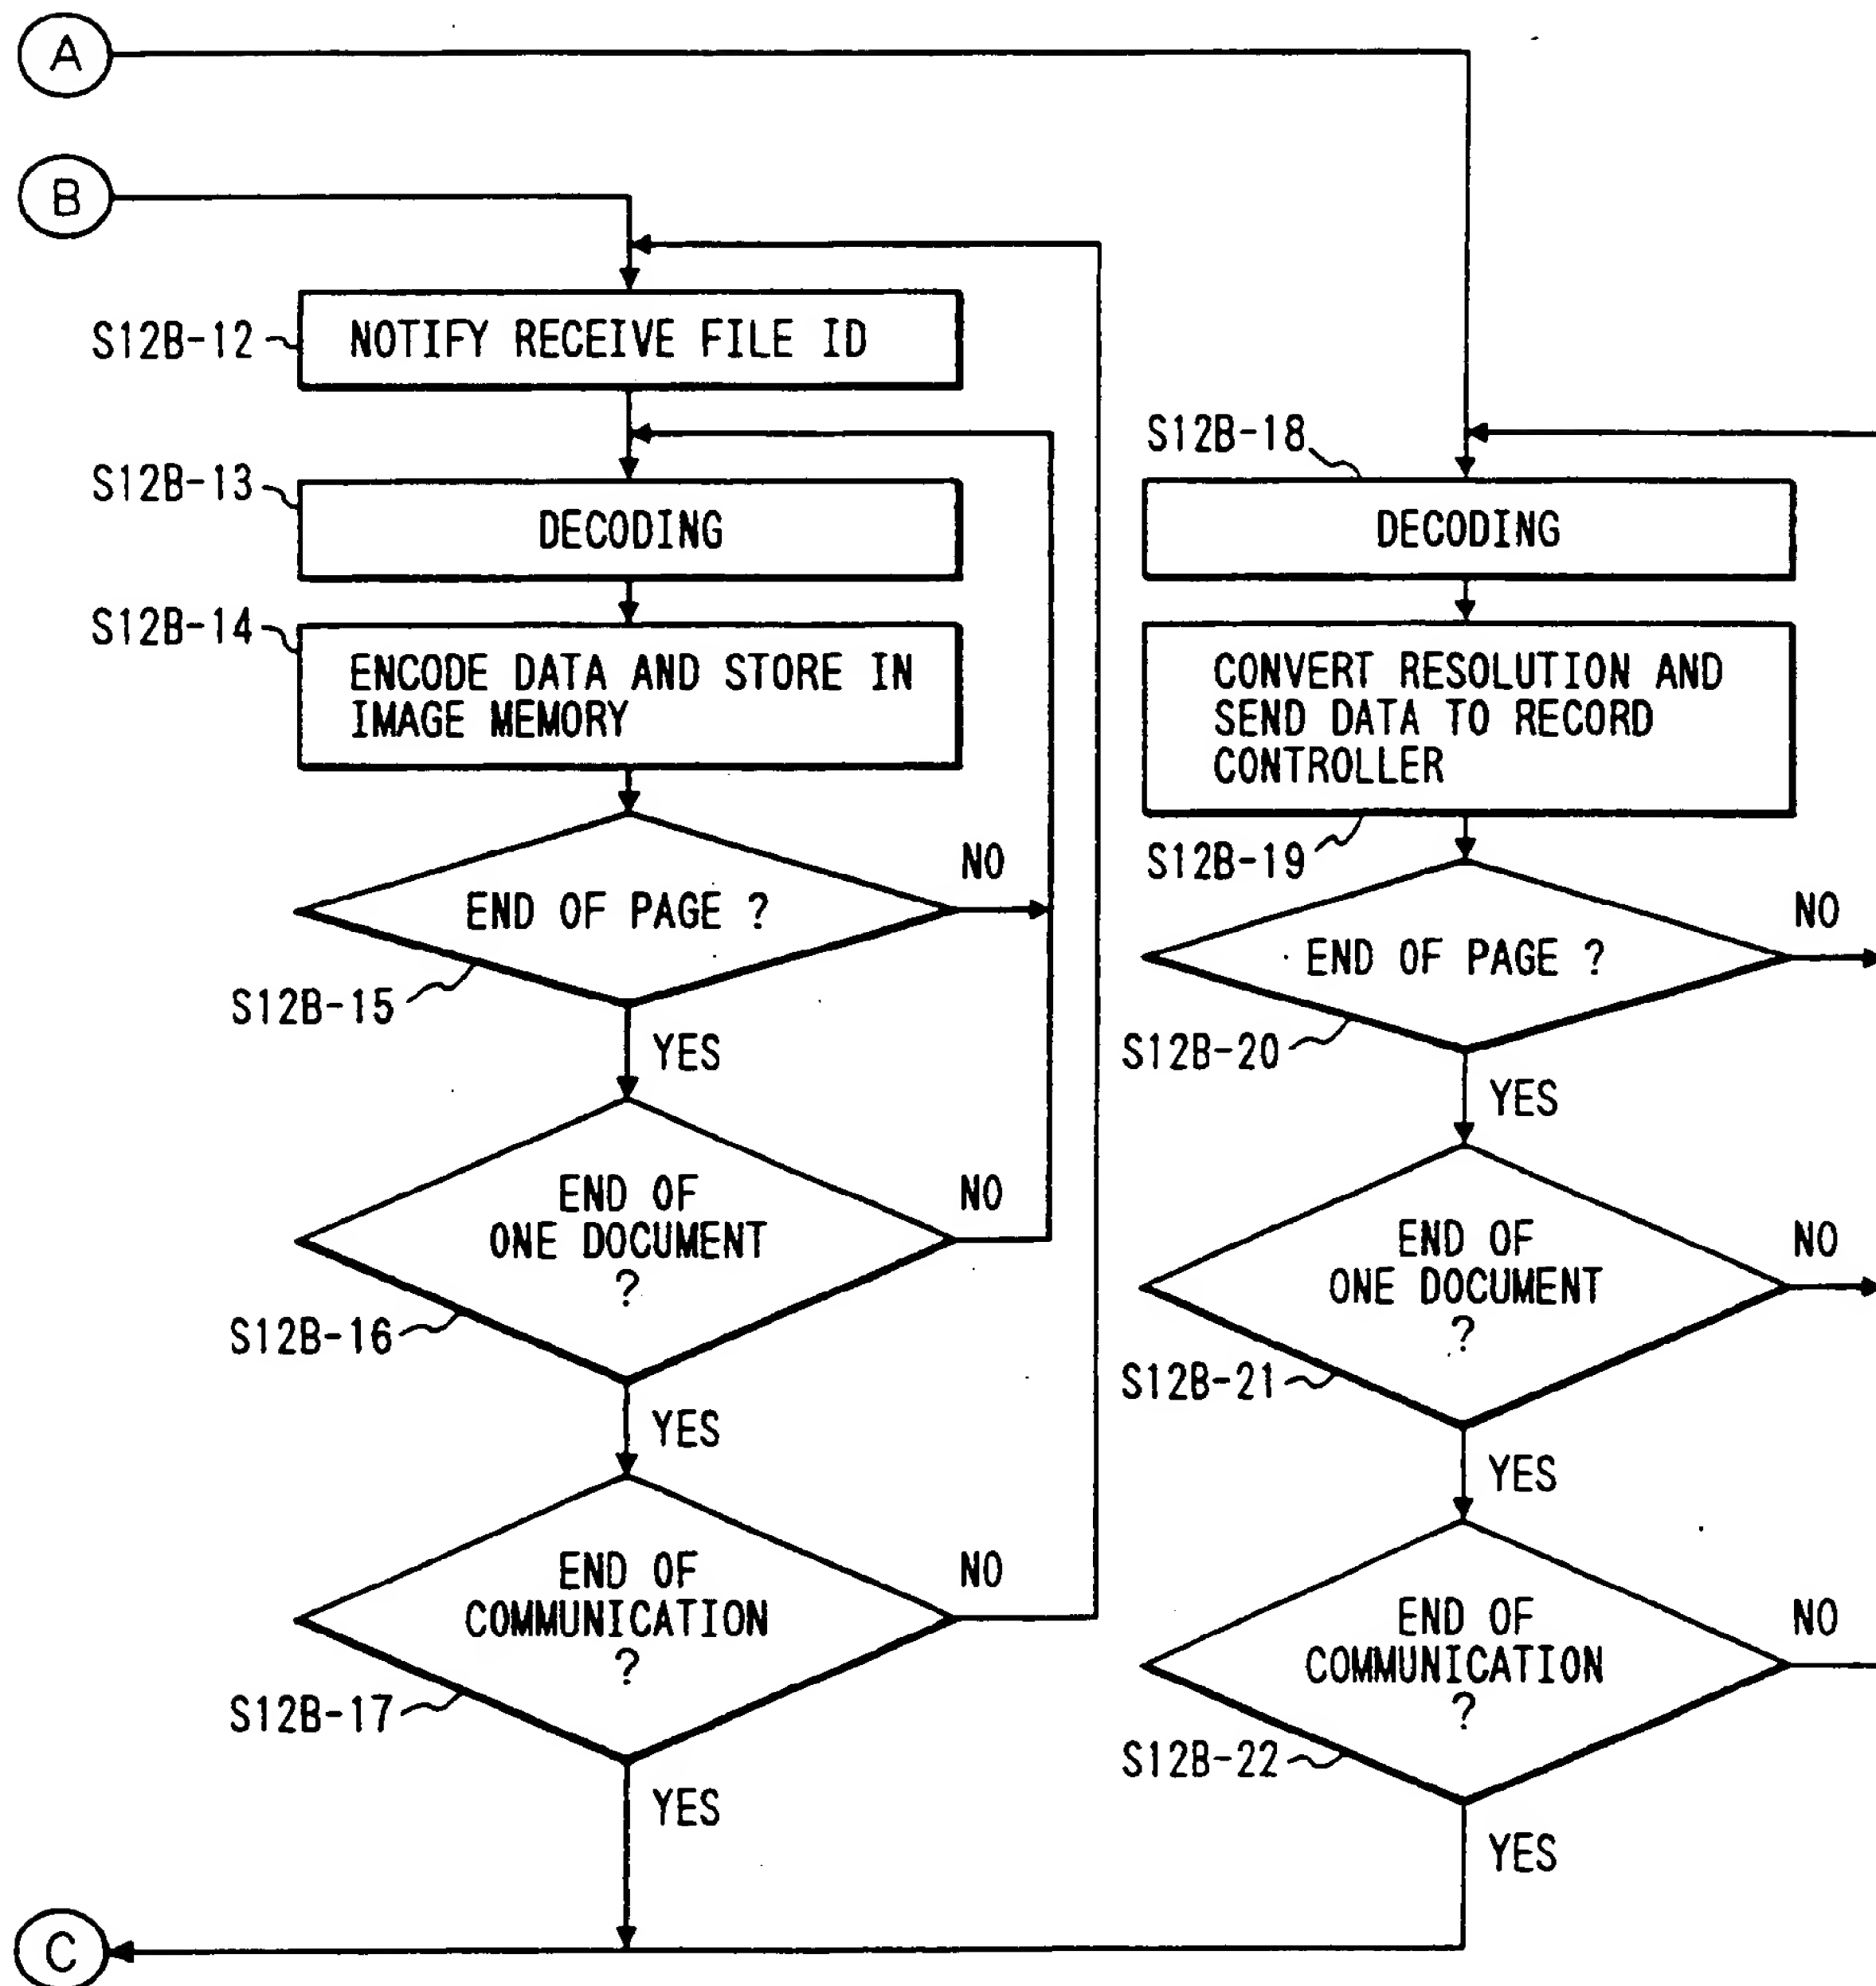 A
B
S12B-12
NOTIFY RECEIVE FILE ID
S12B-13
DECODING
S12B-14
ENCODE DATA AND STORE IN
IMAGE MEMORY
END OF PAGE ?
NO
S12B-15
YES
END OF
ONE DOCUMENT
?
NO
S12B-16
YES
END OF
COMMUNICATION
?
NO
S12B-17
YES
S12B-18
DECODING
CONVERT RESOLUTION AND
SEND DATA TO RECORD
CONTROLLER
S12B-19
END OF PAGE ?
NO
S12B-20
YES
END OF
ONE DOCUMENT
?
NO
S12B-21
YES
END OF
COMMUNICATION
?
NO
S12B-22
YES
C